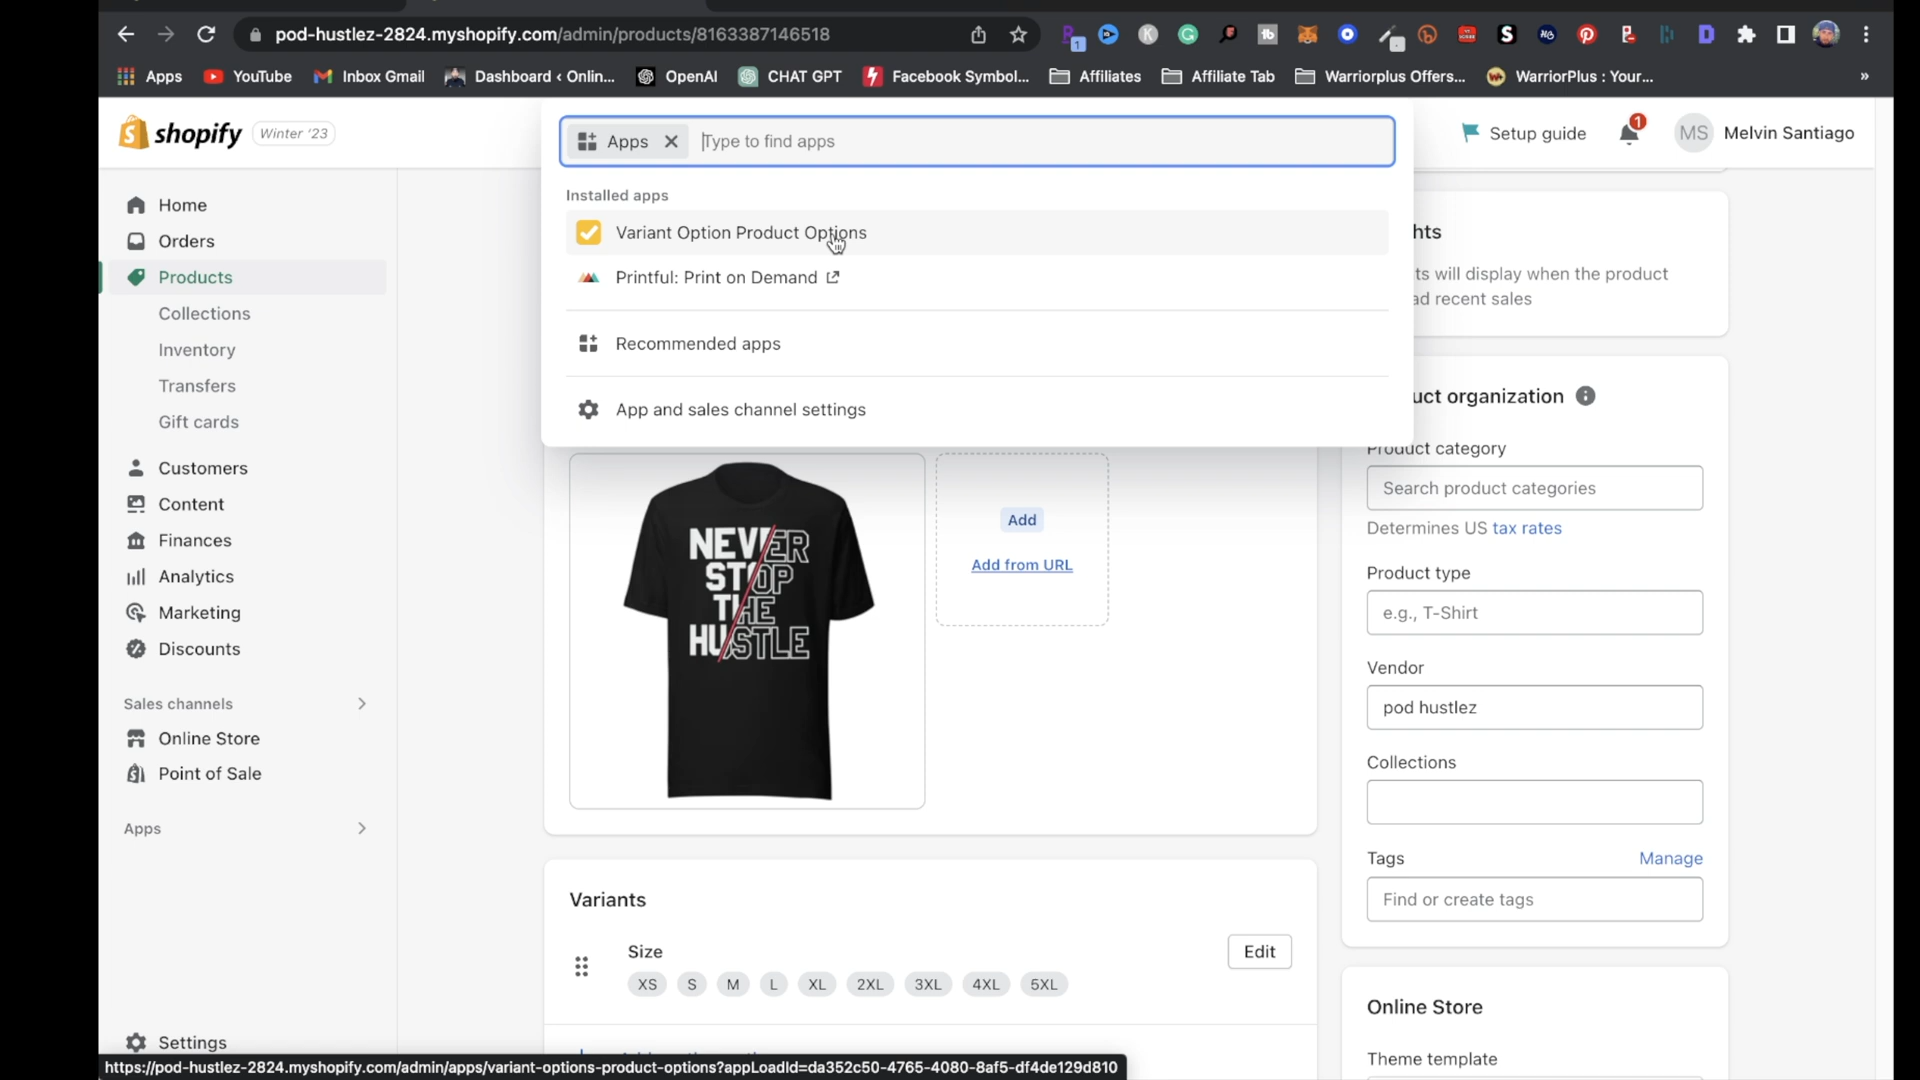 pod-hustlez-2824.myshopify.com/admin/products/8163387146518
Apps
YouTube
Inbox Gmail
Dashboard ‹ Onlin...
OpenAI
CHAT GPT
Facebook Symbol...
Affiliates
Affiliate Tab
Warriorplus Offers...
WarriorPlus : Your...
»
shopify
Winter '23
Apps
Type to find apps
Setup guide
1
MS
Melvin Santiago
Installed apps
Variant Option Product Options
Printful: Print on Demand
Recommended apps
App and sales channel settings
Home
Orders
Products
Collections
Inventory
Transfers
Gift cards
Customers
Content
Finances
Analytics
Marketing
Discounts
Sales channels
Online Store
Point of Sale
Apps
Settings
NEVER
STOP
THE
HUSTLE
Add
Add from URL
Variants
Size
Edit
XS S M L XL 2XL 3XL 4XL 5XL
hts
ts will display when the product
ad recent sales
uct organization
Product category
Search product categories
Determines US tax rates
Product type
e.g., T-Shirt
Vendor
pod hustlez
Collections
Tags
Manage
Find or create tags
Online Store
Theme template
https://pod-hustlez-2824.myshopify.com/admin/apps/variant-options-product-options?appLoadId=da352c50-4765-4080-8af5-df4de129d810